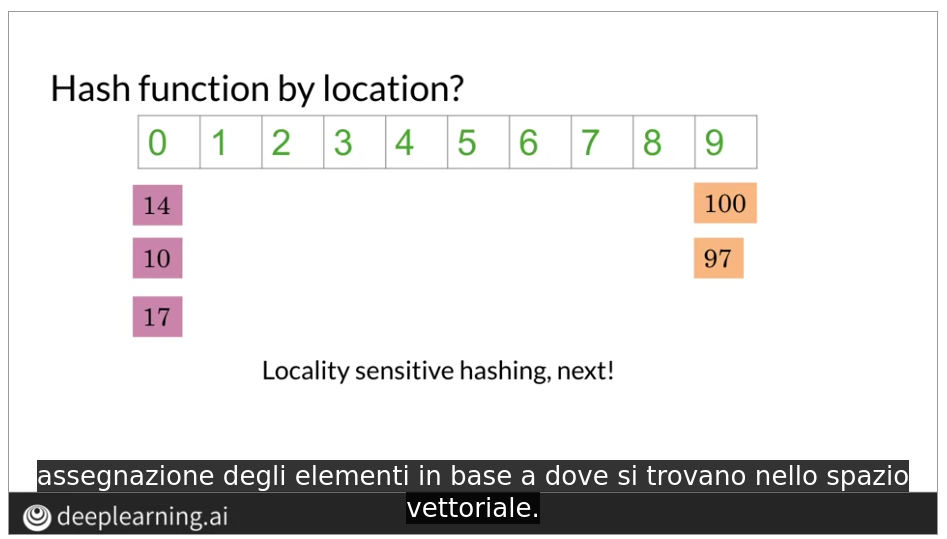 Hash function by location?
0 1 2 3 4 5 6 7 8 9
14 100
10 97
17
Locality sensitive hashing, next!
assegnazione degli elementi in base a dove si trovano nello spazio
vettoriale.
deeplearning.ai